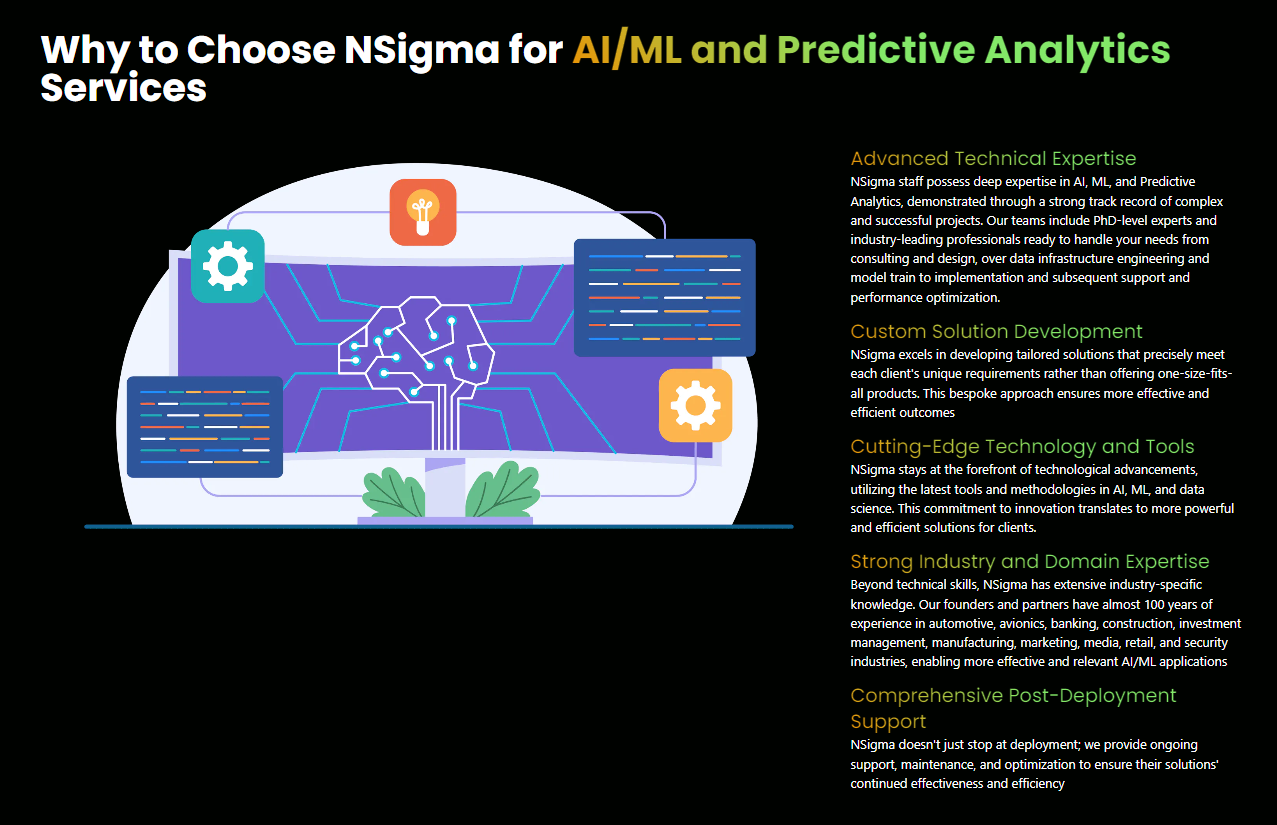 Why to Choose NSigma for AI/ML and Predictive Analytics
Services
Advanced Technical Expertise
NSigma staff possess deep expertise in AI, ML, and Predictive
Analytics, demonstrated through a strong track record of complex
and successful projects. Our teams include PhD-level experts and
industry-leading professionals ready to handle your needs from
consulting and design, over data infrastructure engineering and
model train to implementation and subsequent support and
performance optimization.
Custom Solution Development
NSigma excels in developing tailored solutions that precisely meet
each client's unique requirements rather than offering one-size-fits-
all products. This bespoke approach ensures more effective and
efficient outcomes
Cutting-Edge Technology and Tools
NSigma stays at the forefront of technological advancements,
utilizing the latest tools and methodologies in AI, ML, and data
science. This commitment to innovation translates to more powerful
and efficient solutions for clients.
Strong Industry and Domain Expertise
Beyond technical skills, NSigma has extensive industry-specific
knowledge. Our founders and partners have almost 100 years of
experience in automotive, avionics, banking, construction, investment
management, manufacturing, marketing, media, retail, and security
industries, enabling more effective and relevant AI/ML applications
Comprehensive Post-Deployment
Support
NSigma doesn't just stop at deployment; we provide ongoing
support, maintenance, and optimization to ensure their solutions'
continued effectiveness and efficiency